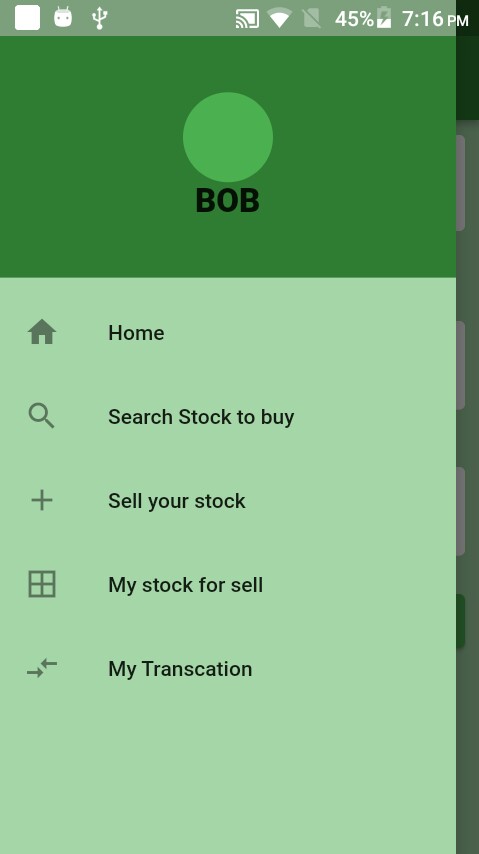 45% 7:16 PM
BOB
Home
Search Stock to buy
Sell your stock
My stock for sell
My Transcation